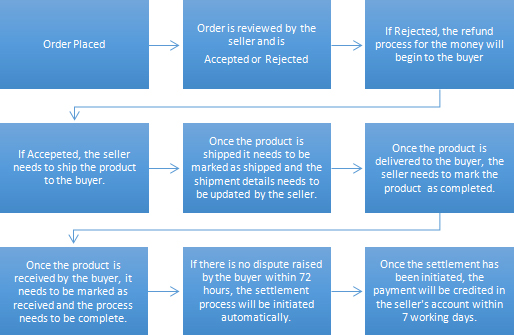 Order Placed
Order is reviewed by the
seller and is
Accepted or Rejected
If Rejected, the refund
process for the money will
begin to the buyer
If Accepeted, the seller
needs to ship the product
to the buyer.
Once the product is
shipped it needs to be
marked as shipped and the
shipment details needs to
be updated by the seller.
Once the product is
delivered to the buyer, the
seller needs to mark the
product as completed.
Once the product is
received by the buyer, it
needs to be marked as
received and the process
needs to be complete.
If there is no dispute raised
by the buyer within 72
hours, the settlement
process will be initiated
automatically.
Once the settlement has
been initiated, the
payment will be credited in
the seller's account within
7 working days.